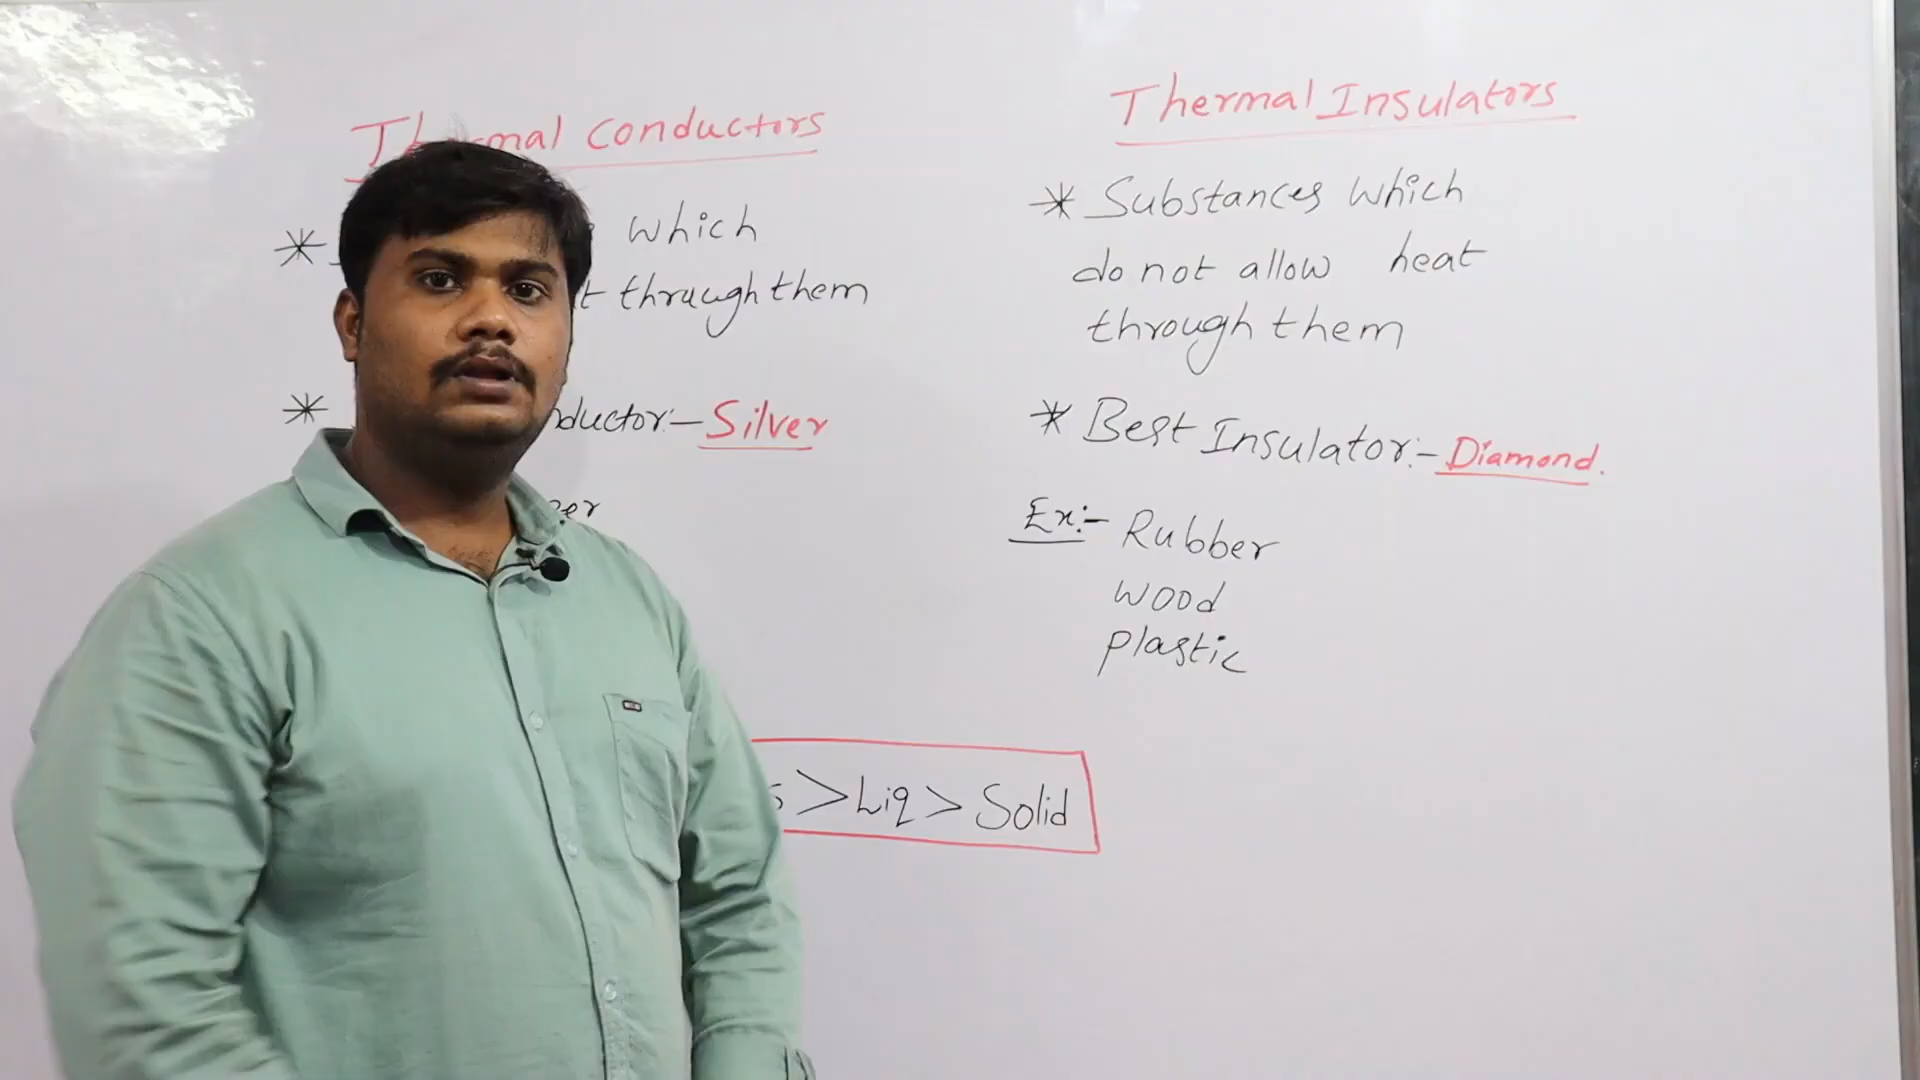 Thermal Conductors
* which
through them
* Silver
Thermal Insulators
* Substances which
do not allow heat
through them
* Best Insulator:- Diamond.
Ex:- Rubber
wood
plastic
> Liq > Solid